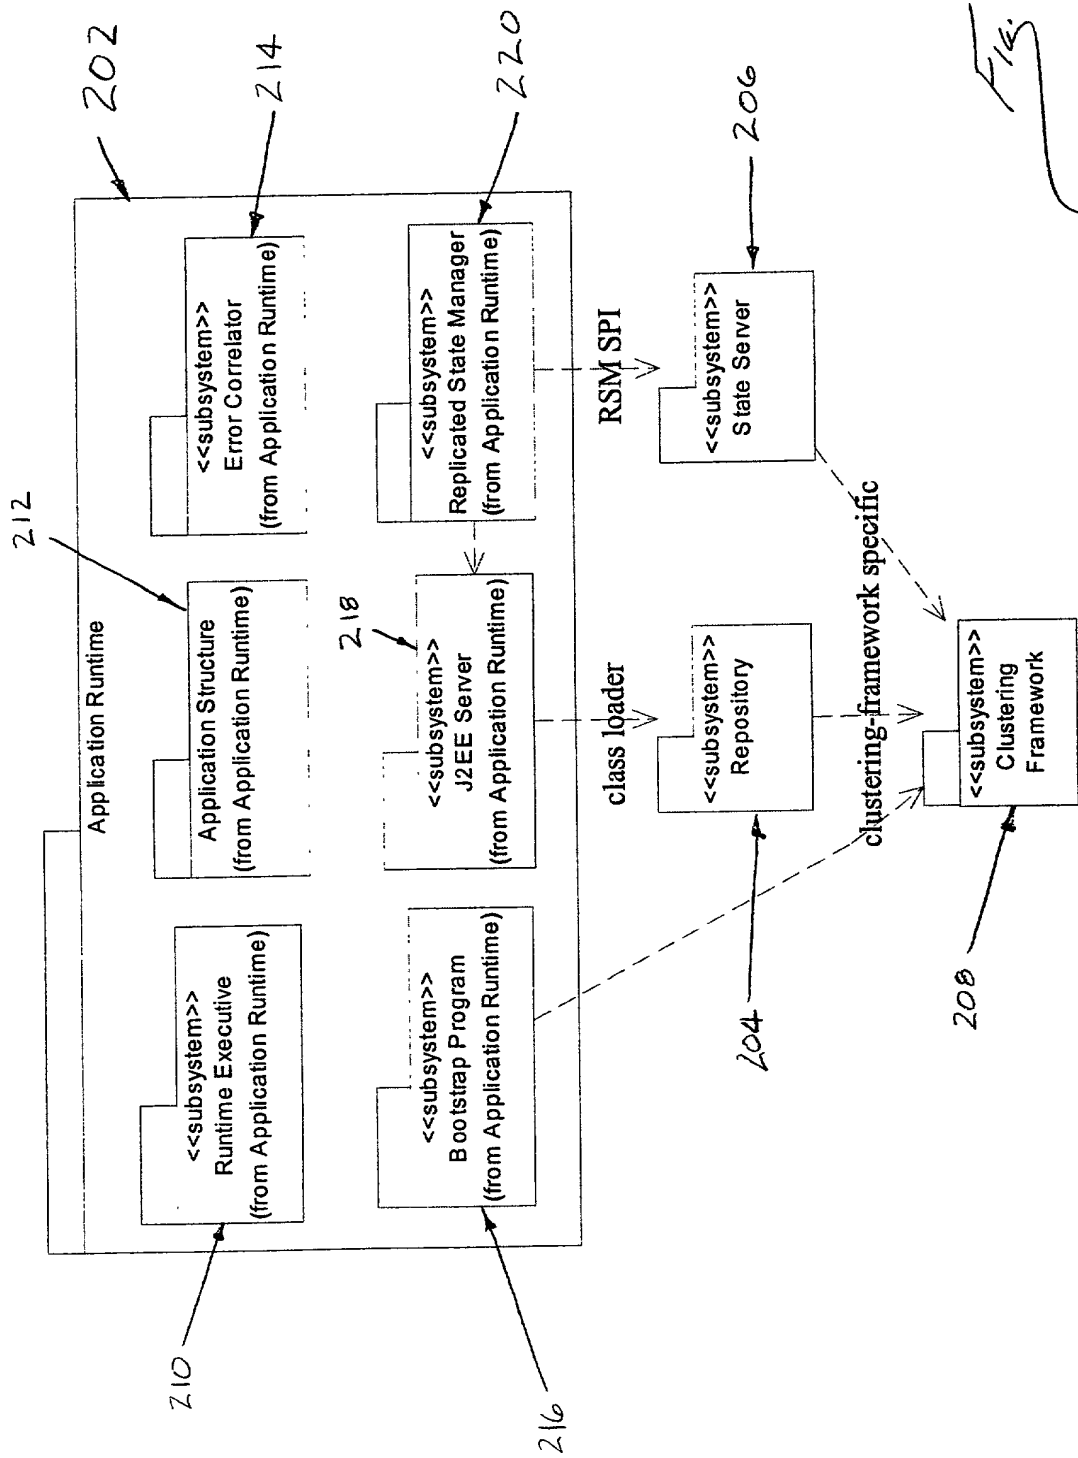 202
212
214
Application Runtime
<<subsystem>>
Runtime Executive
(from Application Runtime)
Application Structure
(from Application Runtime)
<<subsystem>>
Error Correlator
(from Application Runtime)
210
218
220
<<subsystem>>
Bootstrap Program
(from Application Runtime)
<<subsystem>>
J2EE Server
(from Application Runtime)
<<subsystem>>
Replicated State Manager
(from Application Runtime)
216
class loader
RSM SPI
206
<<subsystem>>
Repository
<<subsystem>>
State Server
204
clustering-framework specific
<<subsystem>>
Clustering
Framework
208
FIG.